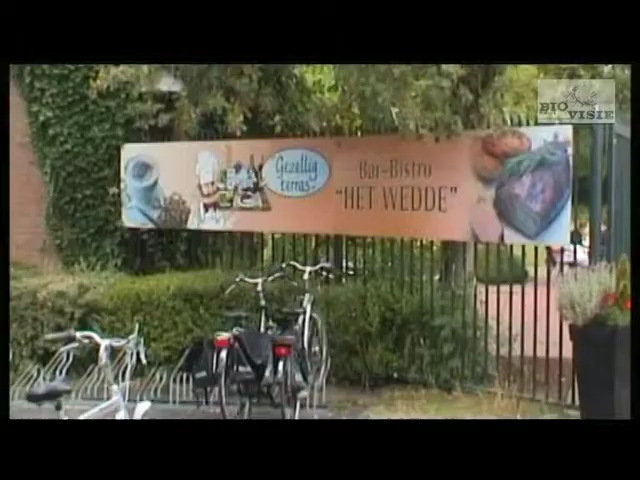 BIO
VISIE
Gezellig
terras
Bar-Bistro
"HET WEDDE"